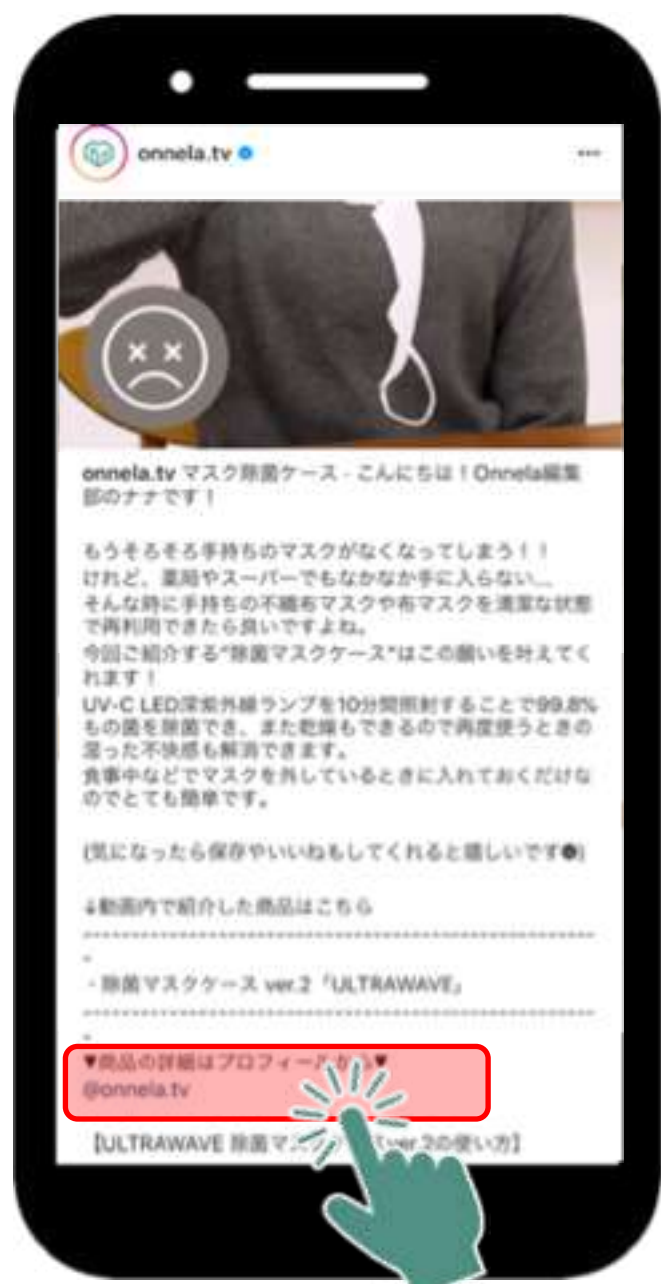 onnela.tv
onnela.tv マスク除菌ケース - こんにちは！Onnela編集
部のナナです！
もうそろそろ手持ちのマスクがなくなってしまう！！
けれど、薬局やスーパーでもなかなか手に入らない...
そんな時に手持ちの不織布マスクや布マスクを清潔な状態
で再利用できたら良いですよね。
今回ご紹介する"除菌マスクケース"はこの願いを叶えてく
れます！
UV-C LED深紫外線ランプを10分間照射することで99.8%
もの菌を除菌でき、また乾燥もできるので再度使うときの
湿った不快感も解消できます。
食事中などでマスクを外しているときに入れておくだけな
のでとても簡単です。
(気になったら保存やいいねもしてくれると嬉しいです)
↓動画内で紹介した商品はこちら
--------------------------------------------------------
-
- 除菌マスクケース ver.2「ULTRAWAVE」
--------------------------------------------------------
-
▼商品の詳細はプロフィールから▼
@onnela.tv
【ULTRAWAVE 除菌マス ver.2の使い方】